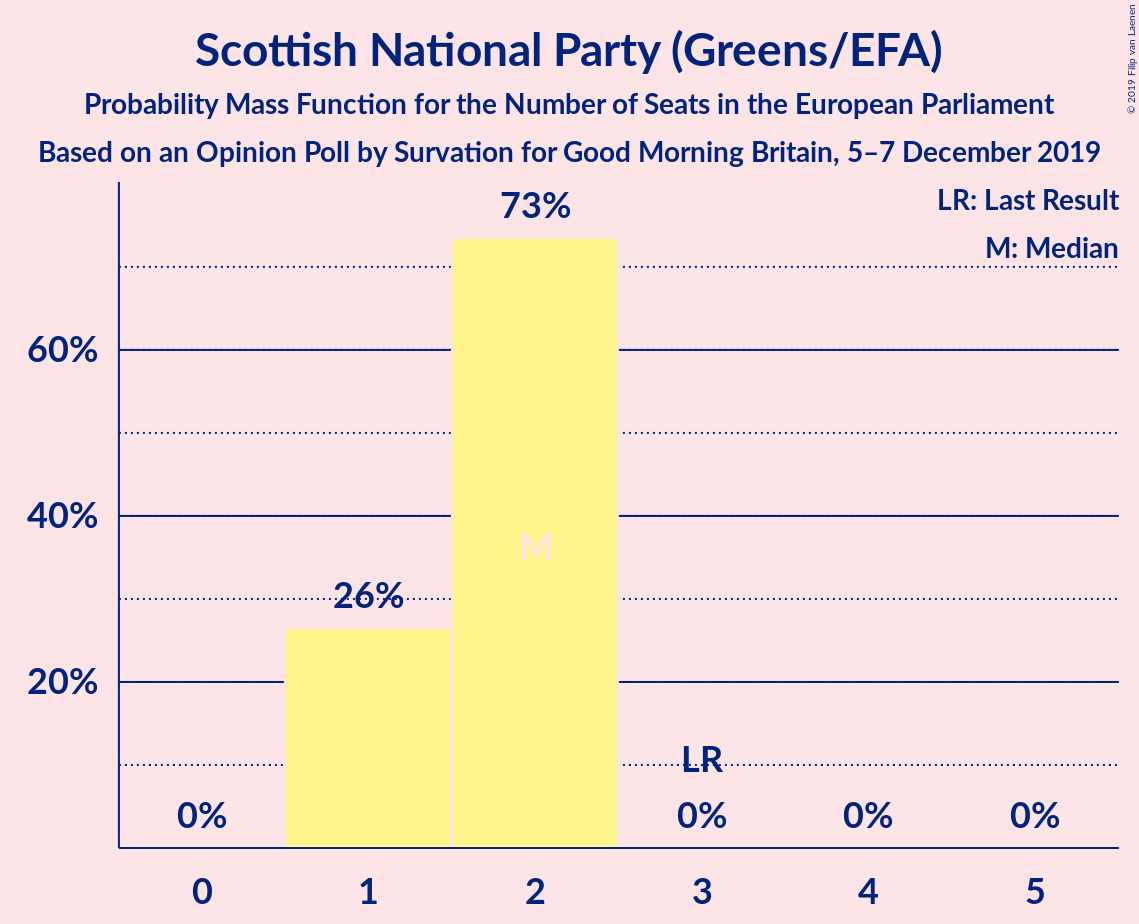 Scottish National Party (Greens/EFA)
Probability Mass Function for the Number of Seats in the European Parliament
Based on an Opinion Poll by Survation for Good Morning Britain, 5–7 December 2019
© 2019 Filip van Laenen
LR: Last Result
M: Median
73%
60%
40%
M
26%
20%
LR
0%
0%
0%
0%
0
1
2
3
4
5